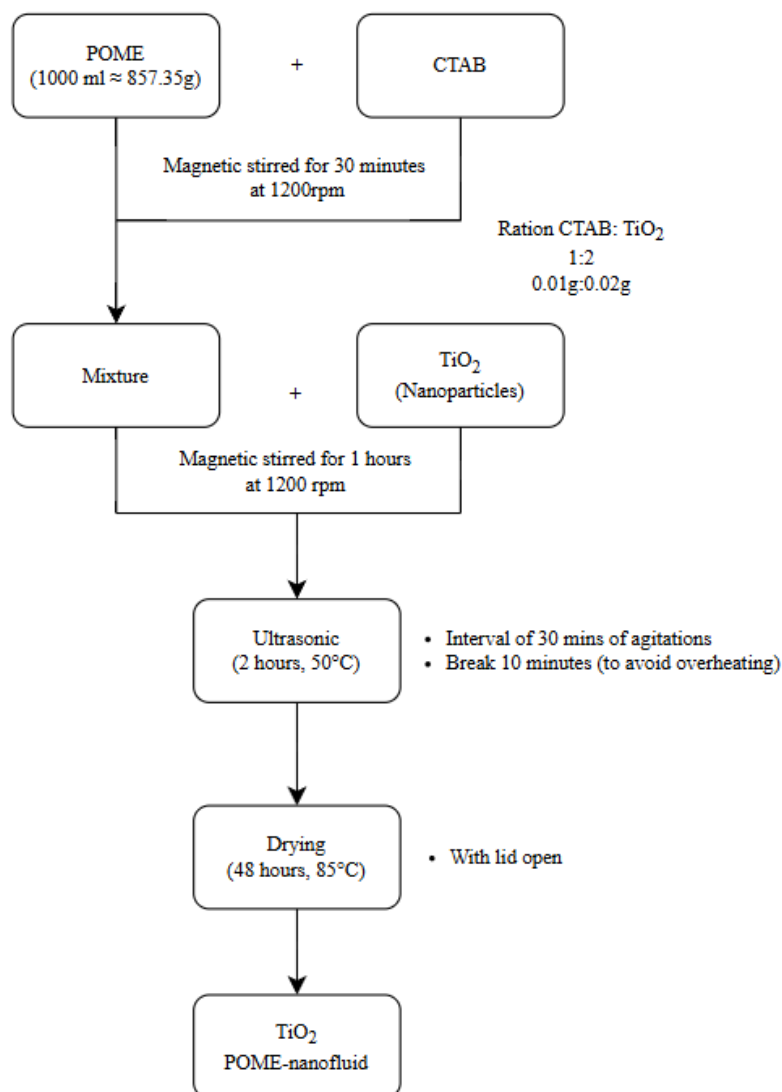 POME
(1000 ml ≈ 857.35g)
+
CTAB
Magnetic stirred for 30 minutes
at 1200rpm
Ration CTAB: TiO₂
1:2
0.01g:0.02g
Mixture
+
TiO₂
(Nanoparticles)
Magnetic stirred for 1 hours
at 1200 rpm
Ultrasonic
(2 hours, 50°C)
• Interval of 30 mins of agitations
• Break 10 minutes (to avoid overheating)
Drying
(48 hours, 85°C)
• With lid open
TiO₂
POME-nanofluid